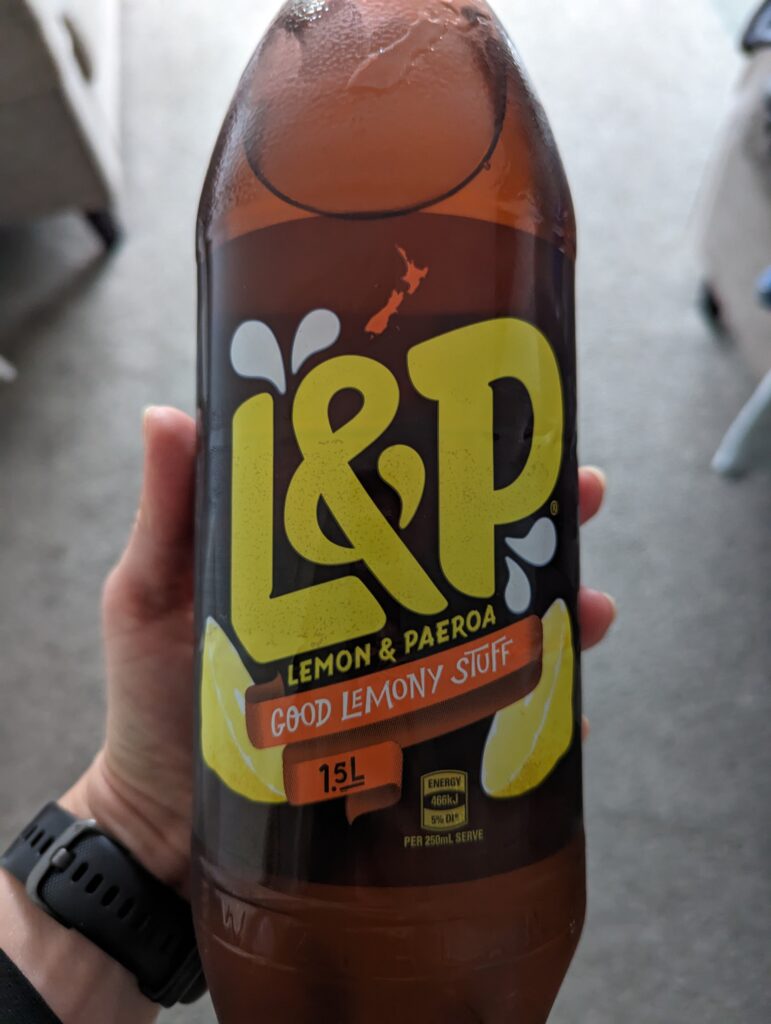 L&P
®
LEMON & PAEROA
GOOD LEMONY STUFF
1.5L
ENERGY
466kJ
5% DI*
PER 250mL SERVE